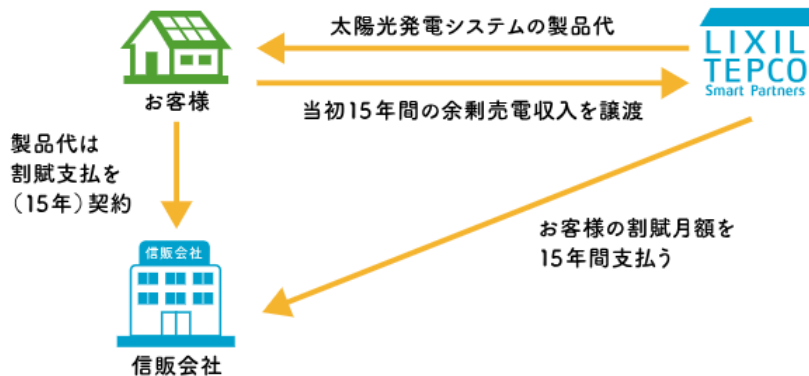 太陽光発電システムの製品代
LIXIL
TEPCO
Smart Partners
お客様
当初15年間の余剰売電収入を譲渡
製品代は
割賦支払を
(15年)契約
お客様の割賦月額を
15年間支払う
信販会社
信販会社